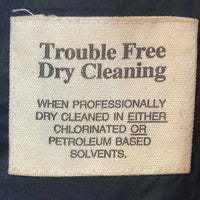 Trouble Free
Dry Cleaning
WHEN PROFESSIONALLY
DRY CLEANED IN EITHER
CHLORINATED OR
PETROLEUM BASED
SOLVENTS.